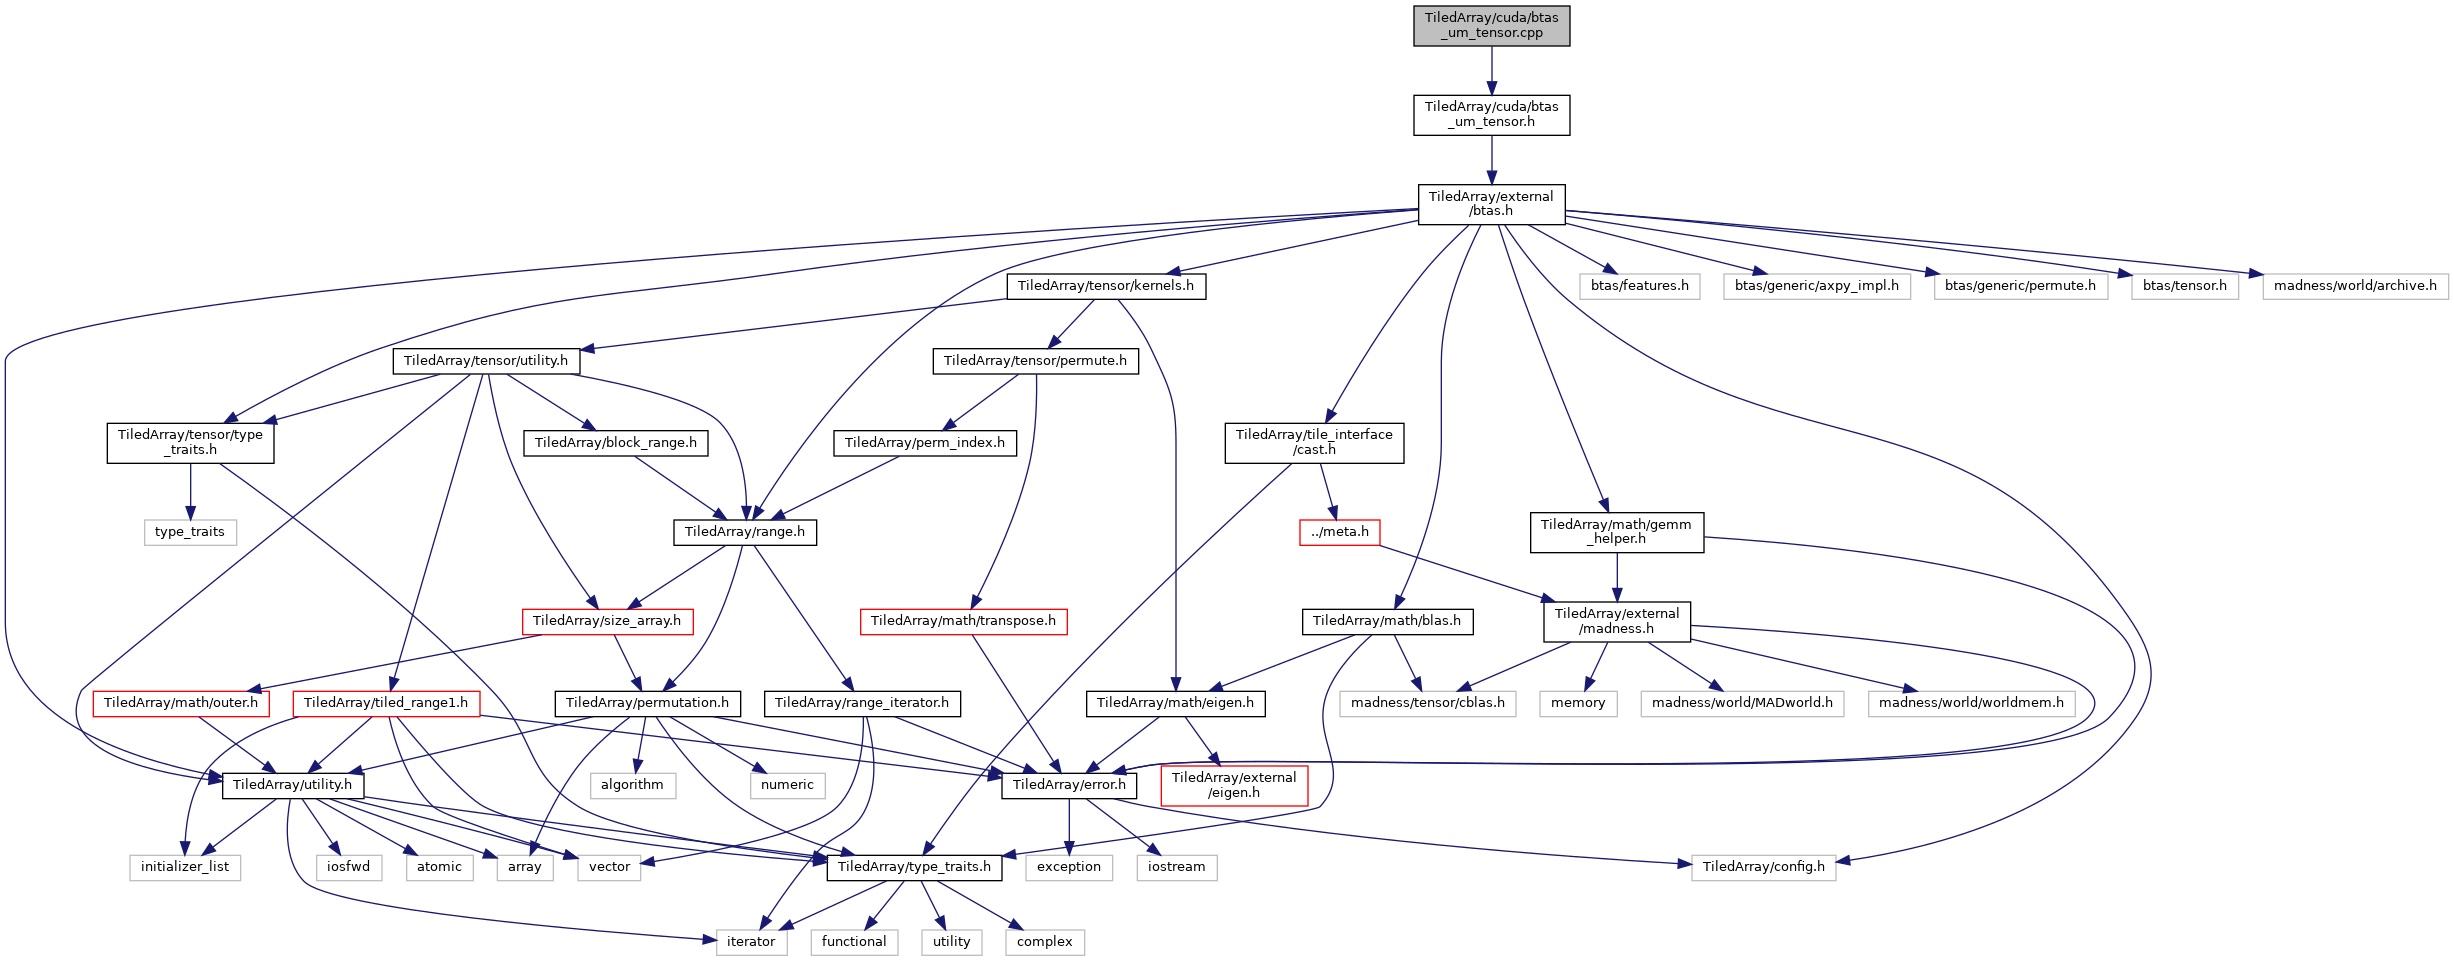 TiledArray/cuda/btas
_um_tensor.cpp
TiledArray/cuda/btas
_um_tensor.h
TiledArray/external
/btas.h
TiledArray/tensor/kernels.h
btas/features.h
btas/generic/axpy_impl.h
btas/generic/permute.h
btas/tensor.h
madness/world/archive.h
TiledArray/tensor/utility.h
TiledArray/tensor/permute.h
TiledArray/tensor/type
_traits.h
TiledArray/block_range.h
TiledArray/perm_index.h
TiledArray/tile_interface
/cast.h
type_traits
TiledArray/range.h
../meta.h
TiledArray/math/gemm
_helper.h
TiledArray/size_array.h
TiledArray/math/transpose.h
TiledArray/math/blas.h
TiledArray/external
/madness.h
TiledArray/math/outer.h
TiledArray/tiled_range1.h
TiledArray/permutation.h
TiledArray/range_iterator.h
TiledArray/math/eigen.h
madness/tensor/cblas.h
memory
madness/world/MADworld.h
madness/world/worldmem.h
TiledArray/utility.h
algorithm
numeric
TiledArray/error.h
TiledArray/external
/eigen.h
initializer_list
iosfwd
atomic
array
vector
TiledArray/type_traits.h
exception
iostream
TiledArray/config.h
iterator
functional
utility
complex